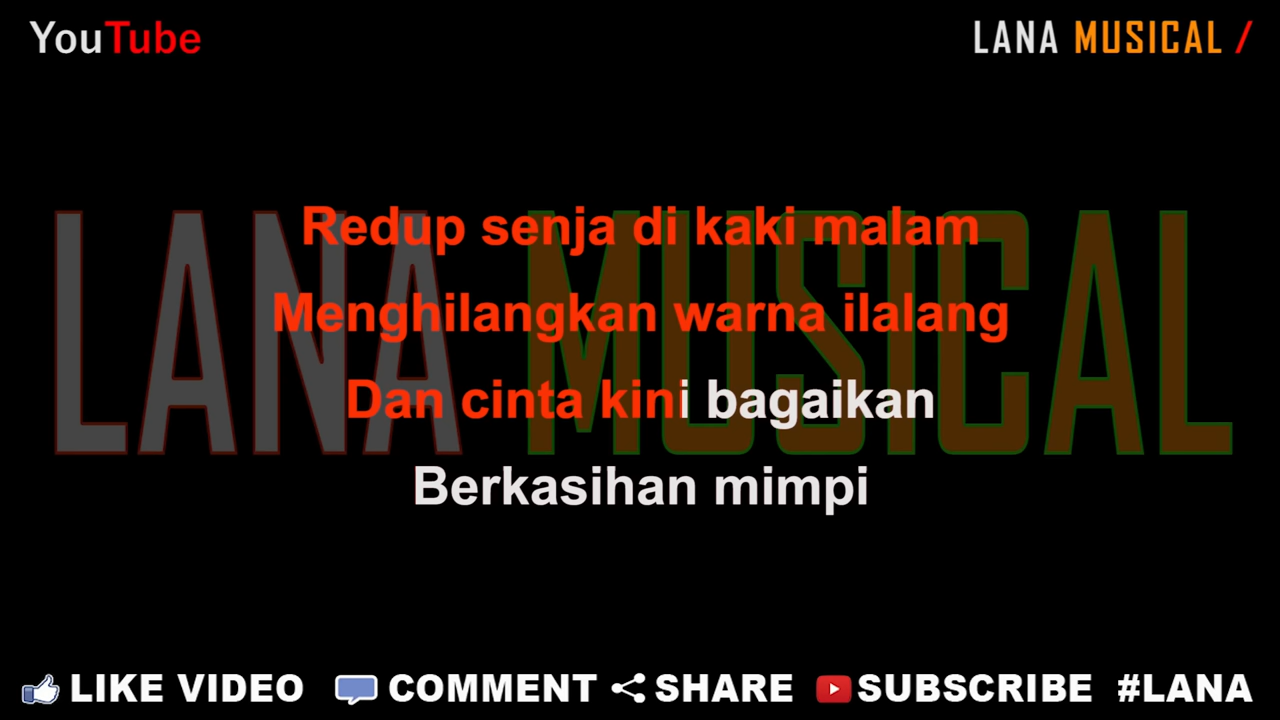 YouTube
LANA MUSICAL /
LANA MUSICAL
Redup senja di kaki malam
Menghilangkan warna ilalang
Dan cinta kini bagaikan
Berkasihan mimpi
LIKE VIDEO COMMENT SHARE SUBSCRIBE #LANA